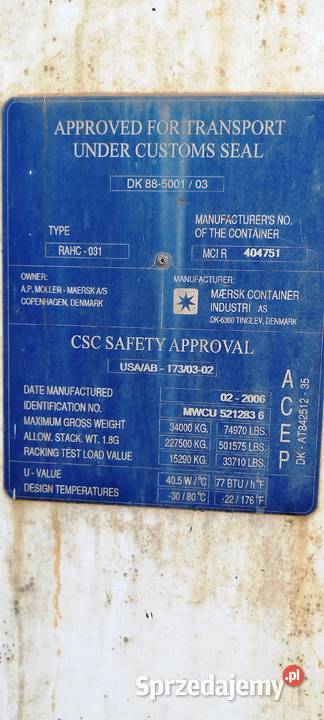 APPROVED FOR TRANSPORT
UNDER CUSTOMS SEAL
DK 88-5001 / 03
TYPE
RAHC - 031
MANUFACTURER'S NO.
OF THE CONTAINER
MCI R 404751
OWNER:
A.P. MOLLER - MAERSK A/S
COPENHAGEN, DENMARK
MANUFACTURER:
MÆRSK CONTAINER
INDUSTRI AS
DK-6360 TINGLEV, DENMARK
CSC SAFETY APPROVAL
USA/AB - 173/03-02
DATE MANUFACTURED 02 - 2006
IDENTIFICATION NO. MWCU 521283 6
MAXIMUM GROSS WEIGHT 34000 KG. 74970 LBS.
ALLOW. STACK. WT. 1.8G 227500 KG. 501575 LBS.
RACKING TEST LOAD VALUE 15290 KG. 33710 LBS.
U - VALUE 40.5 W / °C 77 BTU / h °F
DESIGN TEMPERATURES -30 / 80 °C -22 / 176 °F
ACEP
DK - AT842512 - 35
Sprzedajemy.pl